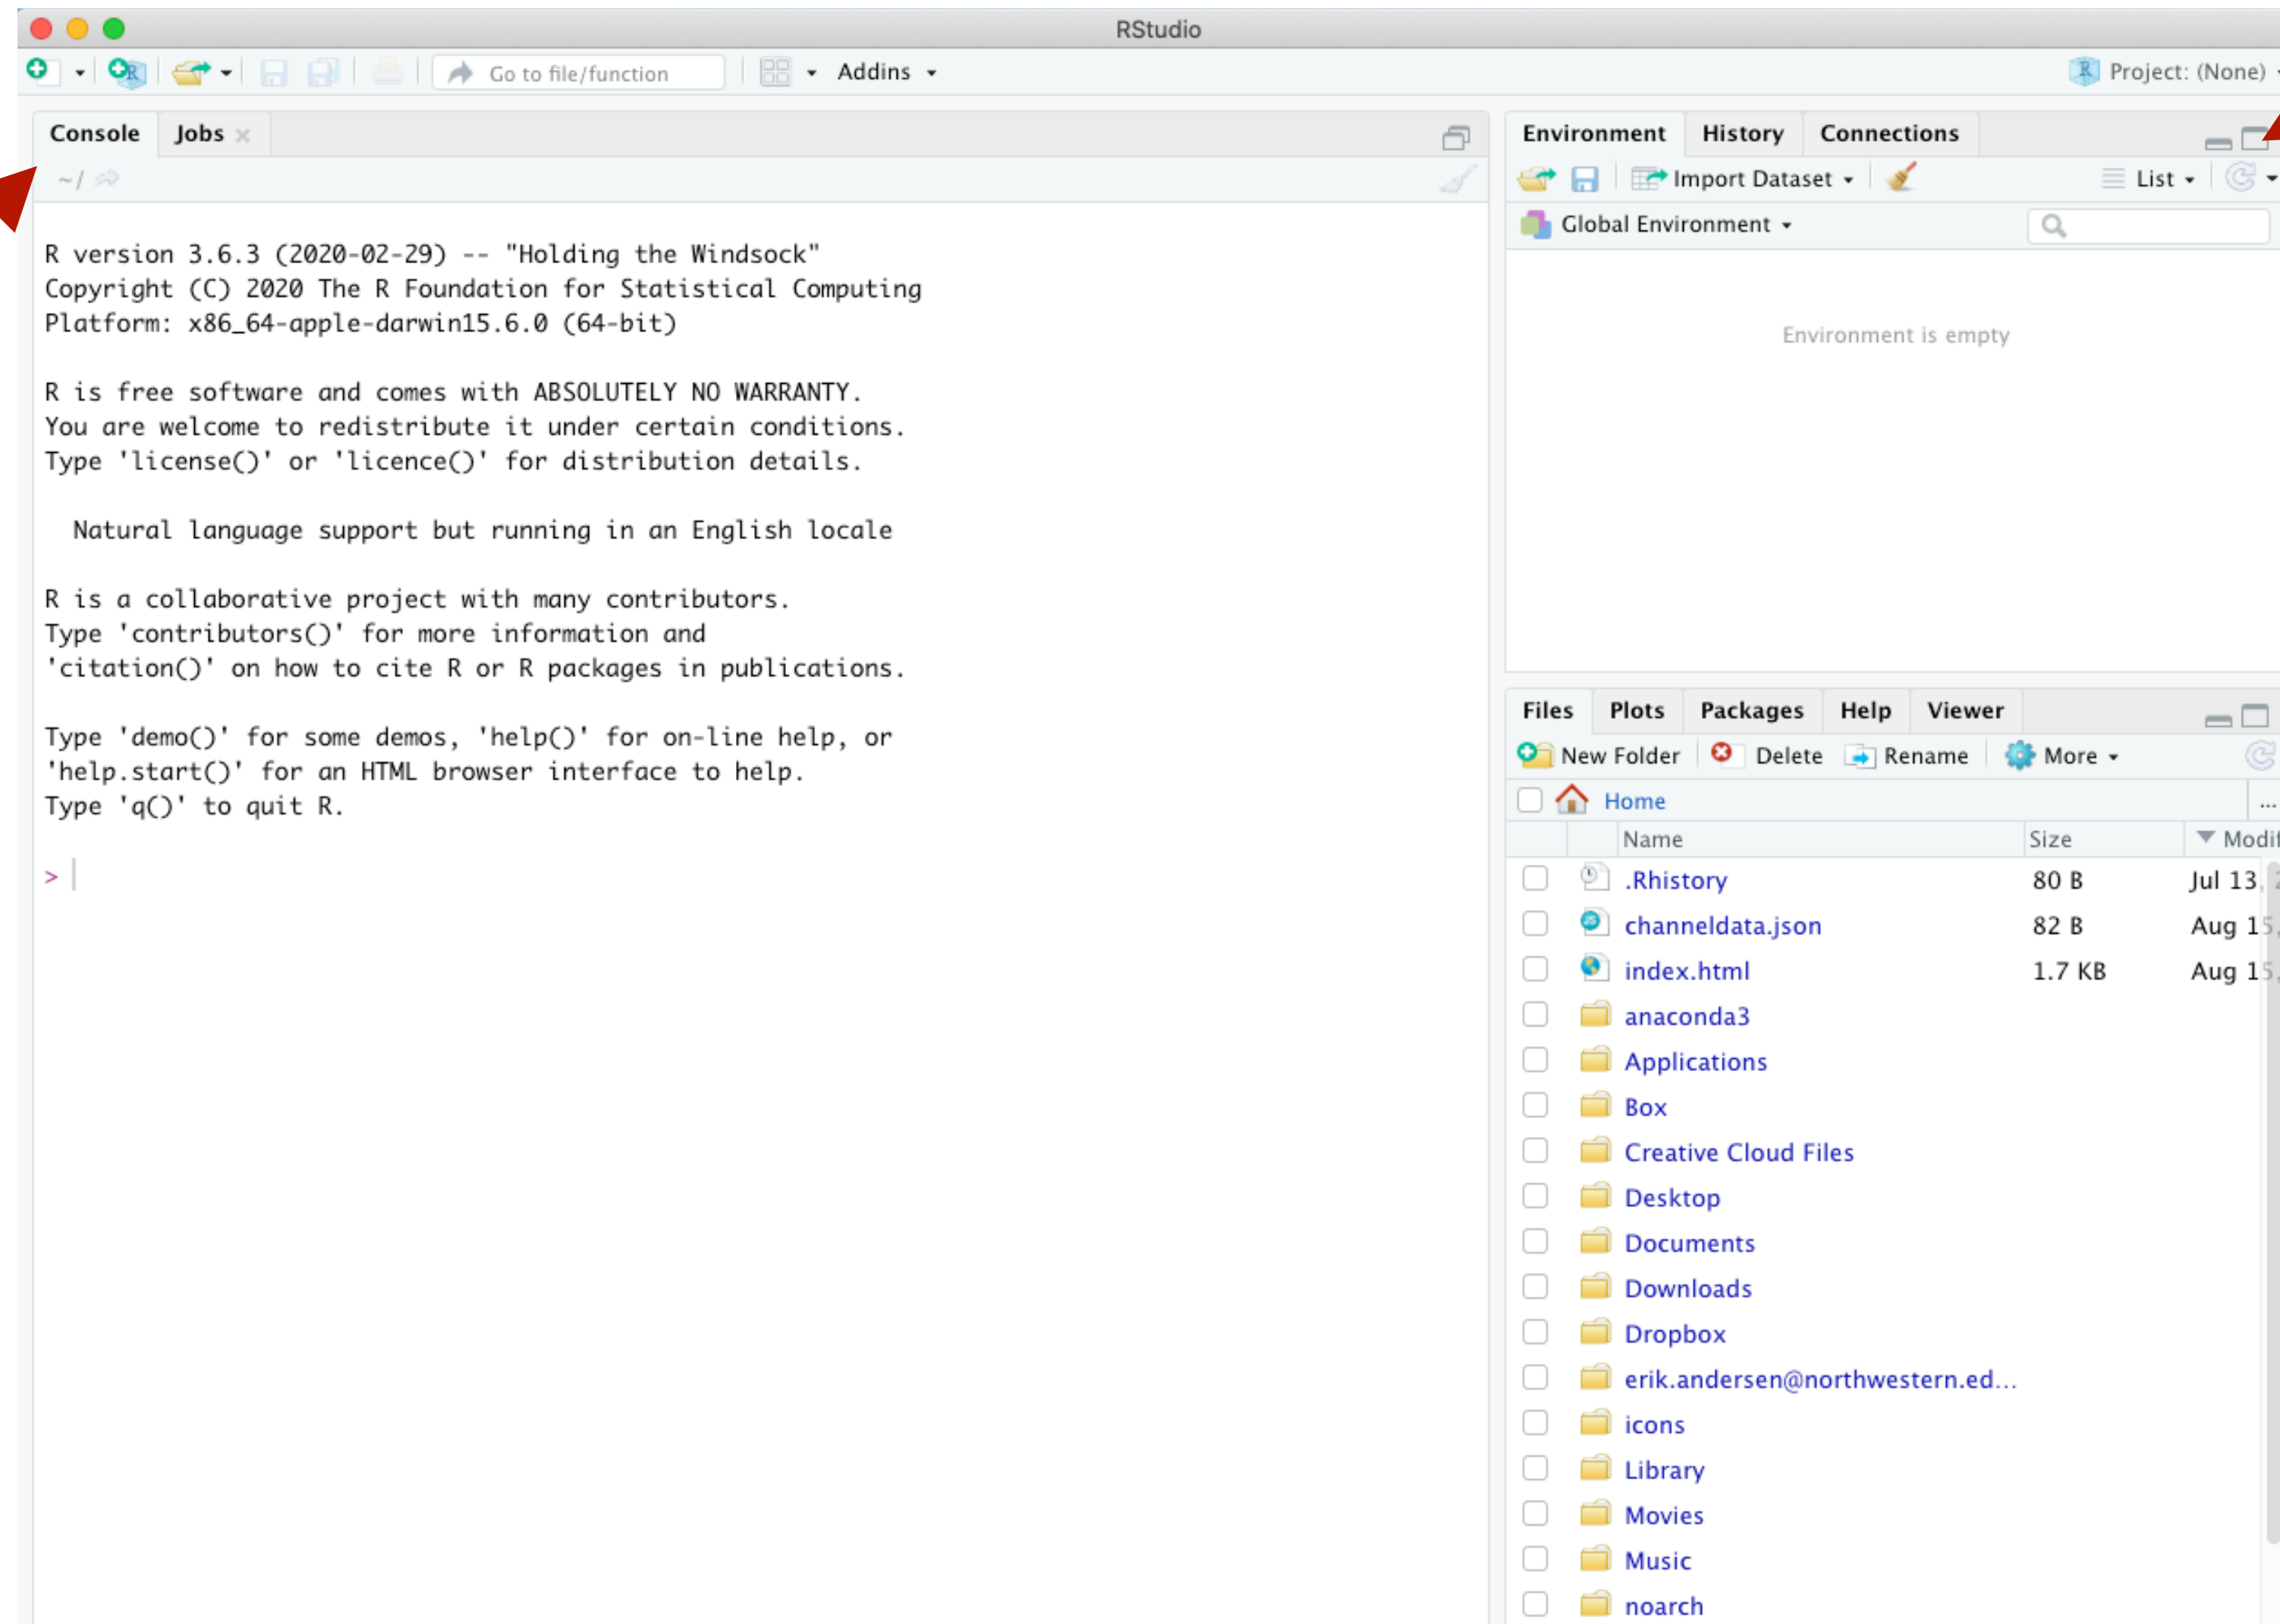 RStudio
Go to file/function
Addins
Project: (None)
Console Jobs
~/
R version 3.6.3 (2020-02-29) -- "Holding the Windsock"
Copyright (C) 2020 The R Foundation for Statistical Computing
Platform: x86_64-apple-darwin15.6.0 (64-bit)
R is free software and comes with ABSOLUTELY NO WARRANTY.
You are welcome to redistribute it under certain conditions.
Type 'license()' or 'licence()' for distribution details.
Natural language support but running in an English locale
R is a collaborative project with many contributors.
Type 'contributors()' for more information and
'citation()' on how to cite R or R packages in publications.
Type 'demo()' for some demos, 'help()' for on-line help, or
'help.start()' for an HTML browser interface to help.
Type 'q()' to quit R.
>
Environment History Connections
Import Dataset List
Global Environment
Environment is empty
Files Plots Packages Help Viewer
New Folder Delete Rename More
Home ...
Name Size
.Rhistory 80 B Jul 13,
channeldata.json 82 B Aug 15,
index.html 1.7 KB Aug 15,
anaconda3
Applications
Box
Creative Cloud Files
Desktop
Documents
Downloads
Dropbox
erik.andersen@northwestern.ed...
icons
Library
Movies
Music
noarch